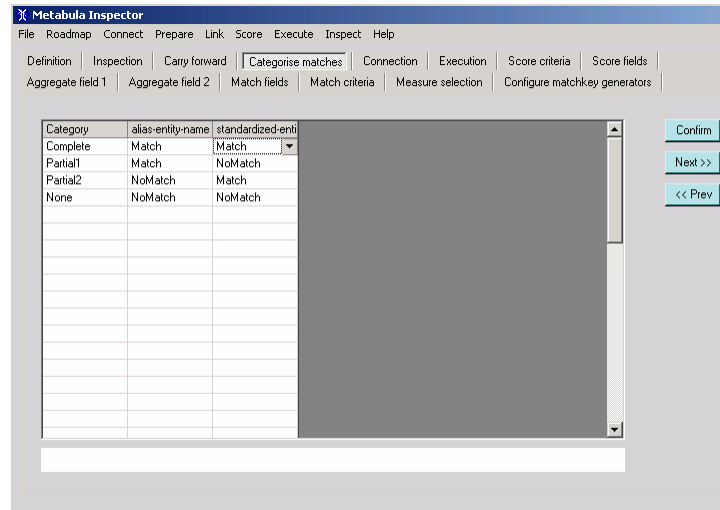 Metabula Inspector
File Roadmap Connect Prepare Link Score Execute Inspect Help
Definition Inspection Carry forward Categorise matches Connection Execution Score criteria Score fields
Aggregate field 1 Aggregate field 2 Match fields Match criteria Measure selection Configure matchkey generators
Category alias-entity-name standardized-enti
Complete Match Match
Partial1 Match NoMatch
Partial2 NoMatch Match
None NoMatch NoMatch
Confirm
Next >>
<< Prev